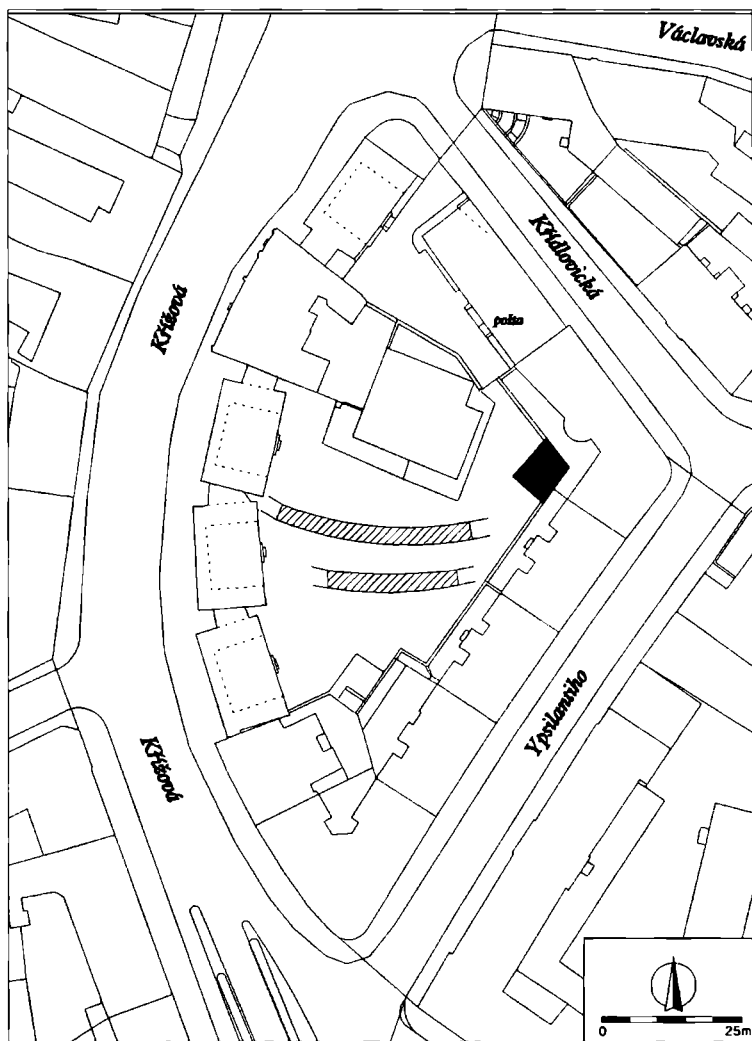 Václavská
Křídlovická
Křížová
pošta
Ypsilantiho
Křížová
0 25m